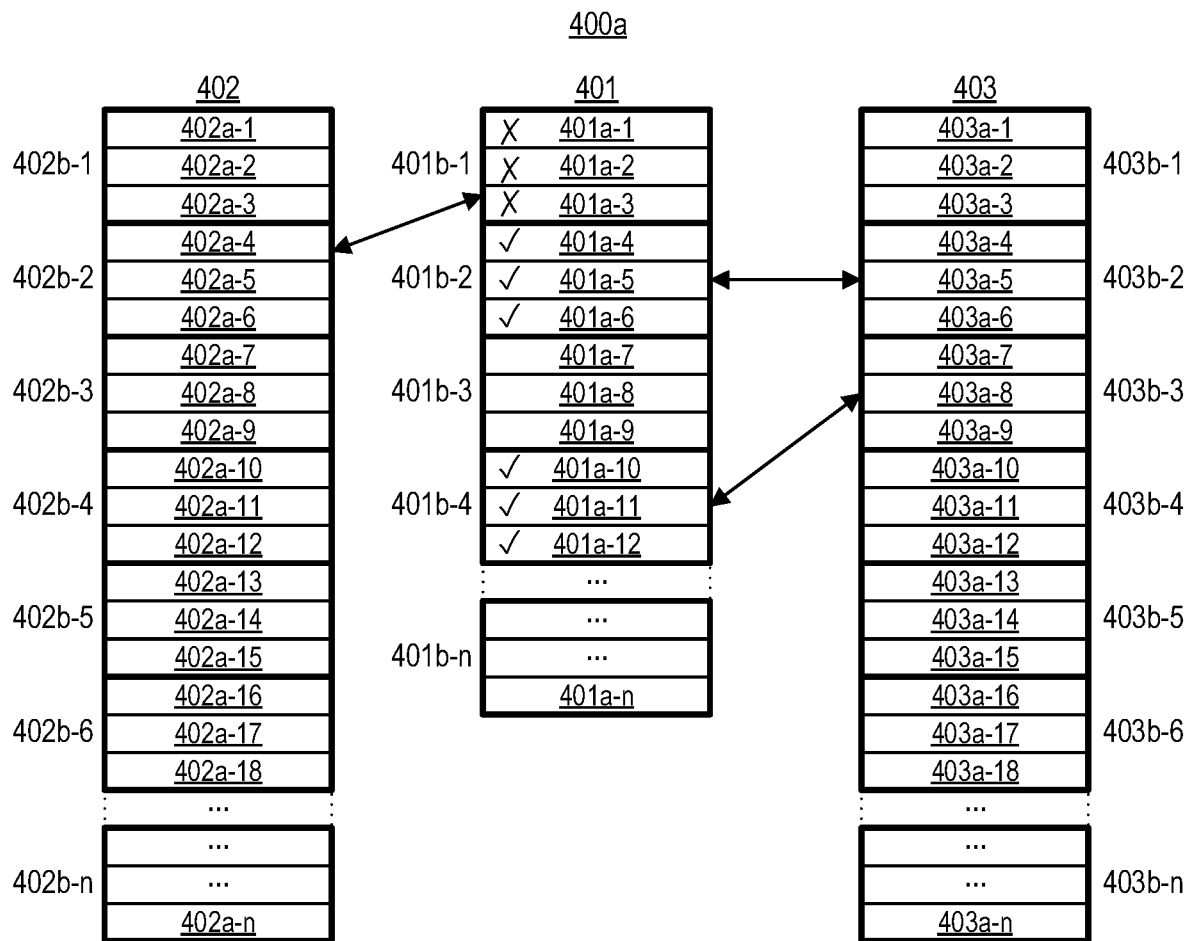 400a
402 401 403
402a-1 X 401a-1 403a-1
402b-1 402a-2 401b-1 X 401a-2 403a-2 403b-1
402a-3 X 401a-3 403a-3
402a-4 ✓ 401a-4 403a-4
402b-2 402a-5 401b-2 ✓ 401a-5 403a-5 403b-2
402a-6 ✓ 401a-6 403a-6
402a-7 401a-7 403a-7
402b-3 402a-8 401b-3 401a-8 403a-8 403b-3
402a-9 401a-9 403a-9
402a-10 ✓ 401a-10 403a-10
402b-4 402a-11 401b-4 ✓ 401a-11 403a-11 403b-4
402a-12 ✓ 401a-12 403a-12
402a-13 ... 403a-13
402b-5 402a-14 ... 403a-14 403b-5
402a-15 401b-n ... 403a-15
402a-16 401a-n 403a-16
402b-6 402a-17 403a-17 403b-6
402a-18 403a-18
... ...
... ...
402b-n ... ... 403b-n
402a-n 403a-n